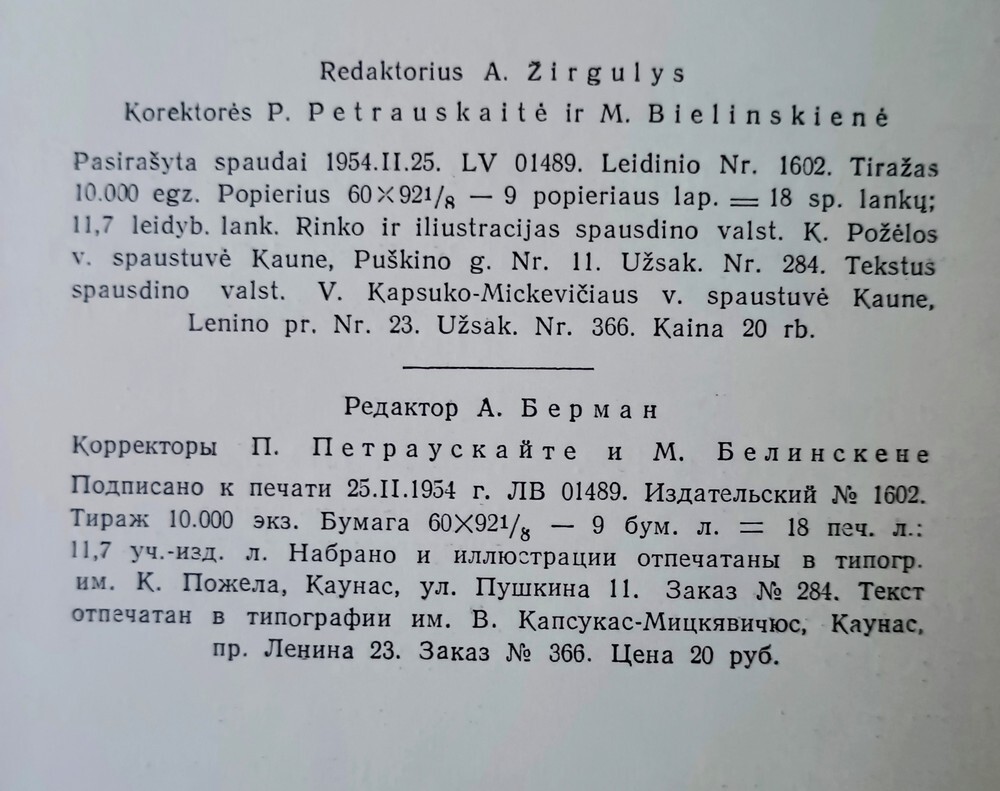 Redaktorius A. Žirgulys
Korektorės P. Petrauskaitė ir M. Bielinskienė
Pasirašyta spaudai 1954.II.25. LV 01489. Leidinio Nr. 1602. Tiražas
10.000 egz. Popierius 60×92¹/₈ — 9 popieriaus lap. = 18 sp. lankų;
11,7 leidyb. lank. Rinko ir iliustracijas spausdino valst. K. Požėlos
v. spaustuvė Kaune, Puškino g. Nr. 11. Užsak. Nr. 284. Tekstus
spausdino valst. V. Kapsuko-Mickevičiaus v. spaustuvė Kaune,
Lenino pr. Nr. 23. Užsak. Nr. 366. Kaina 20 rb.
Редактор А. Берман
Корректоры П. Петраускайте и М. Белинскене
Подписано к печати 25.II.1954 г. ЛВ 01489. Издательский № 1602.
Тираж 10.000 экз. Бумага 60×92¹/₈ — 9 бум. л. = 18 печ. л.:
11,7 уч.-изд. л. Набрано и иллюстрации отпечатаны в типогр.
им. К. Пожела, Каунас, ул. Пушкина 11. Заказ № 284. Текст
отпечатан в типографии им. В. Капсукас-Мицкявичюс, Каунас,
пр. Ленина 23. Заказ № 366. Цена 20 руб.